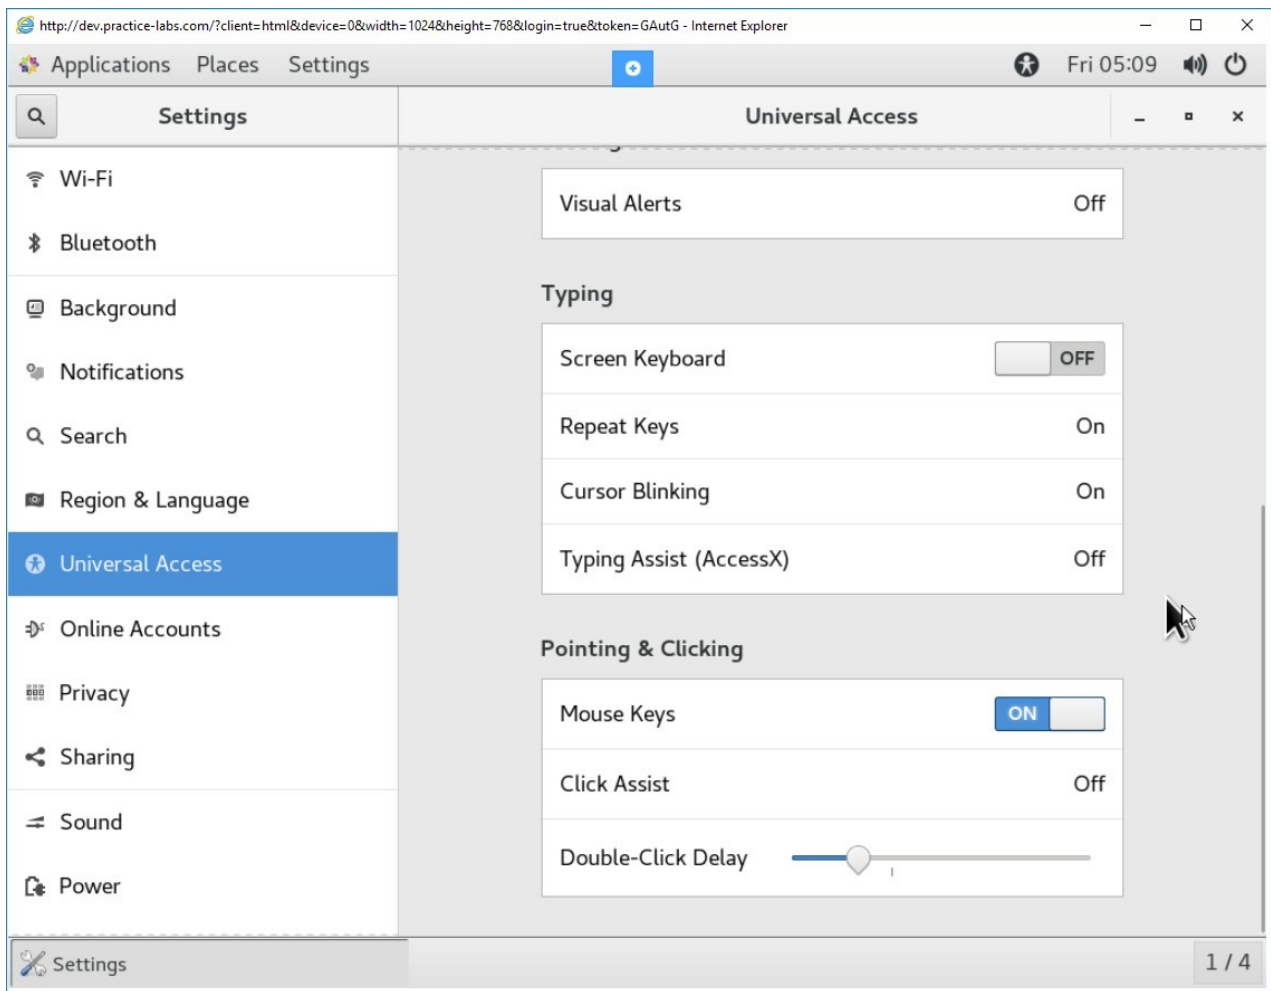 http://dev.practice-labs.com/?client=html&device=0&width=1024&height=768&login=true&token=GAutG - Internet Explorer
Applications Places Settings Fri 05:09
Settings
Universal Access
Wi-Fi
Bluetooth
Background
Notifications
Search
Region & Language
Universal Access
Online Accounts
Privacy
Sharing
Sound
Power
Visual Alerts Off
Typing
Screen Keyboard OFF
Repeat Keys On
Cursor Blinking On
Typing Assist (AccessX) Off
Pointing & Clicking
Mouse Keys ON
Click Assist Off
Double-Click Delay
Settings
1 / 4